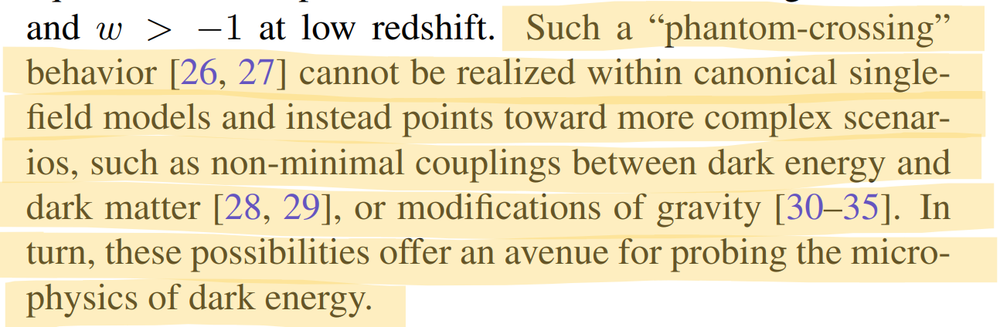 and w > −1 at low redshift. Such a “phantom-crossing”
behavior [26, 27] cannot be realized within canonical single-
field models and instead points toward more complex scenar-
ios, such as non-minimal couplings between dark energy and
dark matter [28, 29], or modifications of gravity [30–35]. In
turn, these possibilities offer an avenue for probing the micro-
physics of dark energy.